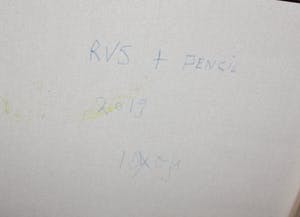 RVS + PENCIL
2019